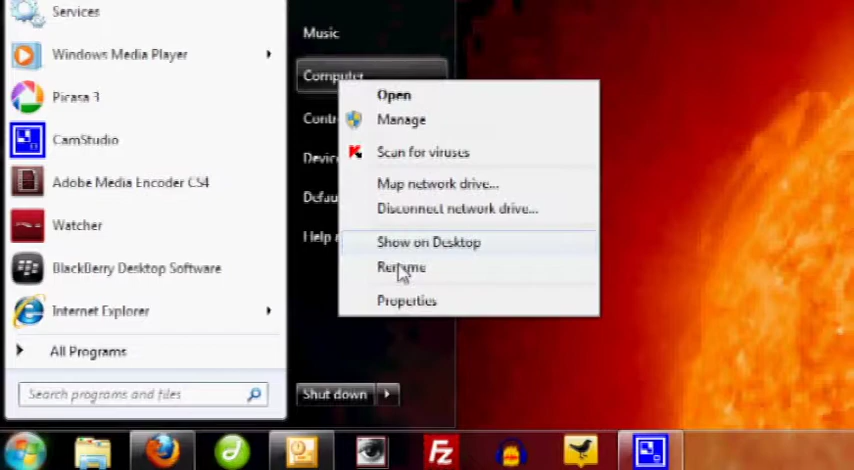 Services
Windows Media Player
Picasa 3
CamStudio
Adobe Media Encoder CS4
Watcher
BlackBerry Desktop Software
Internet Explorer
All Programs
Search programs and files
Music
Computer
Contr
Device
Defau
Help a
Shut down
Open
Manage
Scan for viruses
Map network drive...
Disconnect network drive...
Show on Desktop
Rename
Properties
Fz